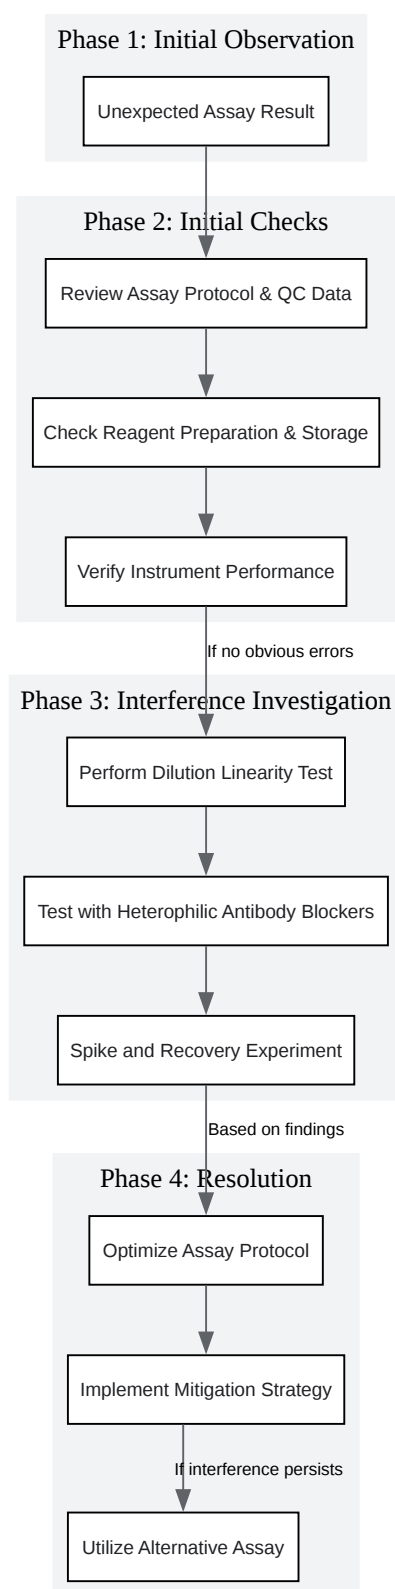 Phase 1: Initial Observation
Unexpected Assay Result
Phase 2: Initial Checks
Review Assay Protocol & QC Data
Check Reagent Preparation & Storage
Verify Instrument Performance
If no obvious errors
Phase 3: Interference Investigation
Perform Dilution Linearity Test
Test with Heterophilic Antibody Blockers
Spike and Recovery Experiment
Based on findings
Phase 4: Resolution
Optimize Assay Protocol
Implement Mitigation Strategy
If interference persists
Utilize Alternative Assay